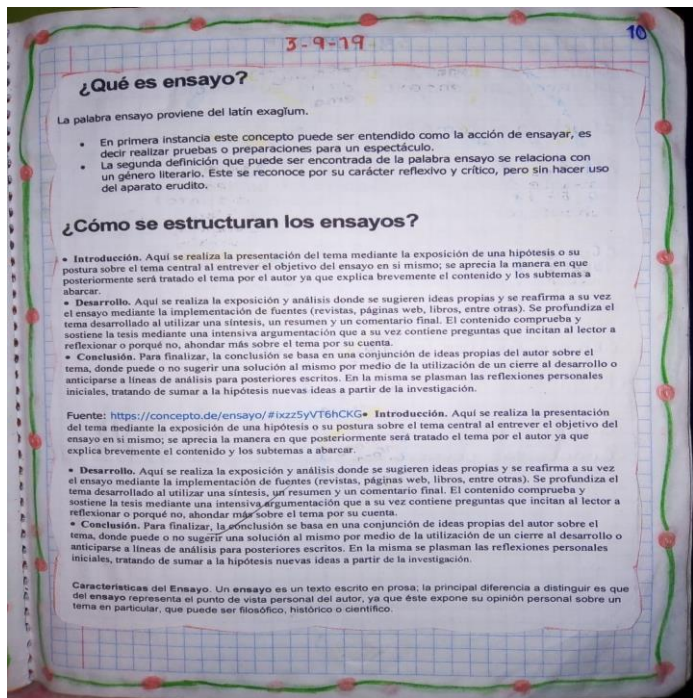 3-9-19
10
¿Qué es ensayo?
La palabra ensayo proviene del latín exagĭum.
• En primera instancia este concepto puede ser entendido como la acción de ensayar, es
decir realizar pruebas o preparaciones para un espectáculo.
• La segunda definición que puede ser encontrada de la palabra ensayo se relaciona con
un género literario. Este se reconoce por su carácter reflexivo y crítico, pero sin hacer uso
del aparato erudito.
¿Cómo se estructuran los ensayos?
• Introducción. Aquí se realiza la presentación del tema mediante la exposición de una hipótesis o su
postura sobre el tema central al entrever el objetivo del ensayo en si mismo; se aprecia la manera en que
posteriormente será tratado el tema por el autor ya que explica brevemente el contenido y los subtemas a
abarcar.
• Desarrollo. Aquí se realiza la exposición y análisis donde se sugieren ideas propias y se reafirma a su vez
el ensayo mediante la implementación de fuentes (revistas, páginas web, libros, entre otras). Se profundiza el
tema desarrollado al utilizar una síntesis, un resumen y un comentario final. El contenido comprueba y
sostiene la tesis mediante una intensiva argumentación que a su vez contiene preguntas que incitan al lector a
reflexionar o porqué no, ahondar más sobre el tema por su cuenta.
• Conclusión. Para finalizar, la conclusión se basa en una conjunción de ideas propias del autor sobre el
tema, donde puede o no sugerir una solución al mismo por medio de la utilización de un cierre al desarrollo o
anticiparse a líneas de análisis para posteriores escritos. En la misma se plasman las reflexiones personales
iniciales, tratando de sumar a la hipótesis nuevas ideas a partir de la investigación.
Fuente: https://concepto.de/ensayo/#ixzz5yVT6hCKG• Introducción. Aquí se realiza la presentación
del tema mediante la exposición de una hipótesis o su postura sobre el tema central al entrever el objetivo del
ensayo en si mismo; se aprecia la manera en que posteriormente será tratado el tema por el autor ya que
explica brevemente el contenido y los subtemas a abarcar.
• Desarrollo. Aquí se realiza la exposición y análisis donde se sugieren ideas propias y se reafirma a su vez
el ensayo mediante la implementación de fuentes (revistas, páginas web, libros, entre otras). Se profundiza el
tema desarrollado al utilizar una síntesis, un resumen y un comentario final. El contenido comprueba y
sostiene la tesis mediante una intensiva argumentación que a su vez contiene preguntas que incitan al lector a
reflexionar o porqué no, ahondar más sobre el tema por su cuenta.
• Conclusión. Para finalizar, la conclusión se basa en una conjunción de ideas propias del autor sobre el
tema, donde puede o no sugerir una solución al mismo por medio de la utilización de un cierre al desarrollo o
anticiparse a líneas de análisis para posteriores escritos. En la misma se plasman las reflexiones personales
iniciales, tratando de sumar a la hipótesis nuevas ideas a partir de la investigación.
Características del Ensayo. Un ensayo es un texto escrito en prosa; la principal diferencia a distinguir es que
del ensayo representa el punto de vista personal del autor, ya que éste expone su opinión personal sobre un
tema en particular, que puede ser filosófico, histórico o científico.